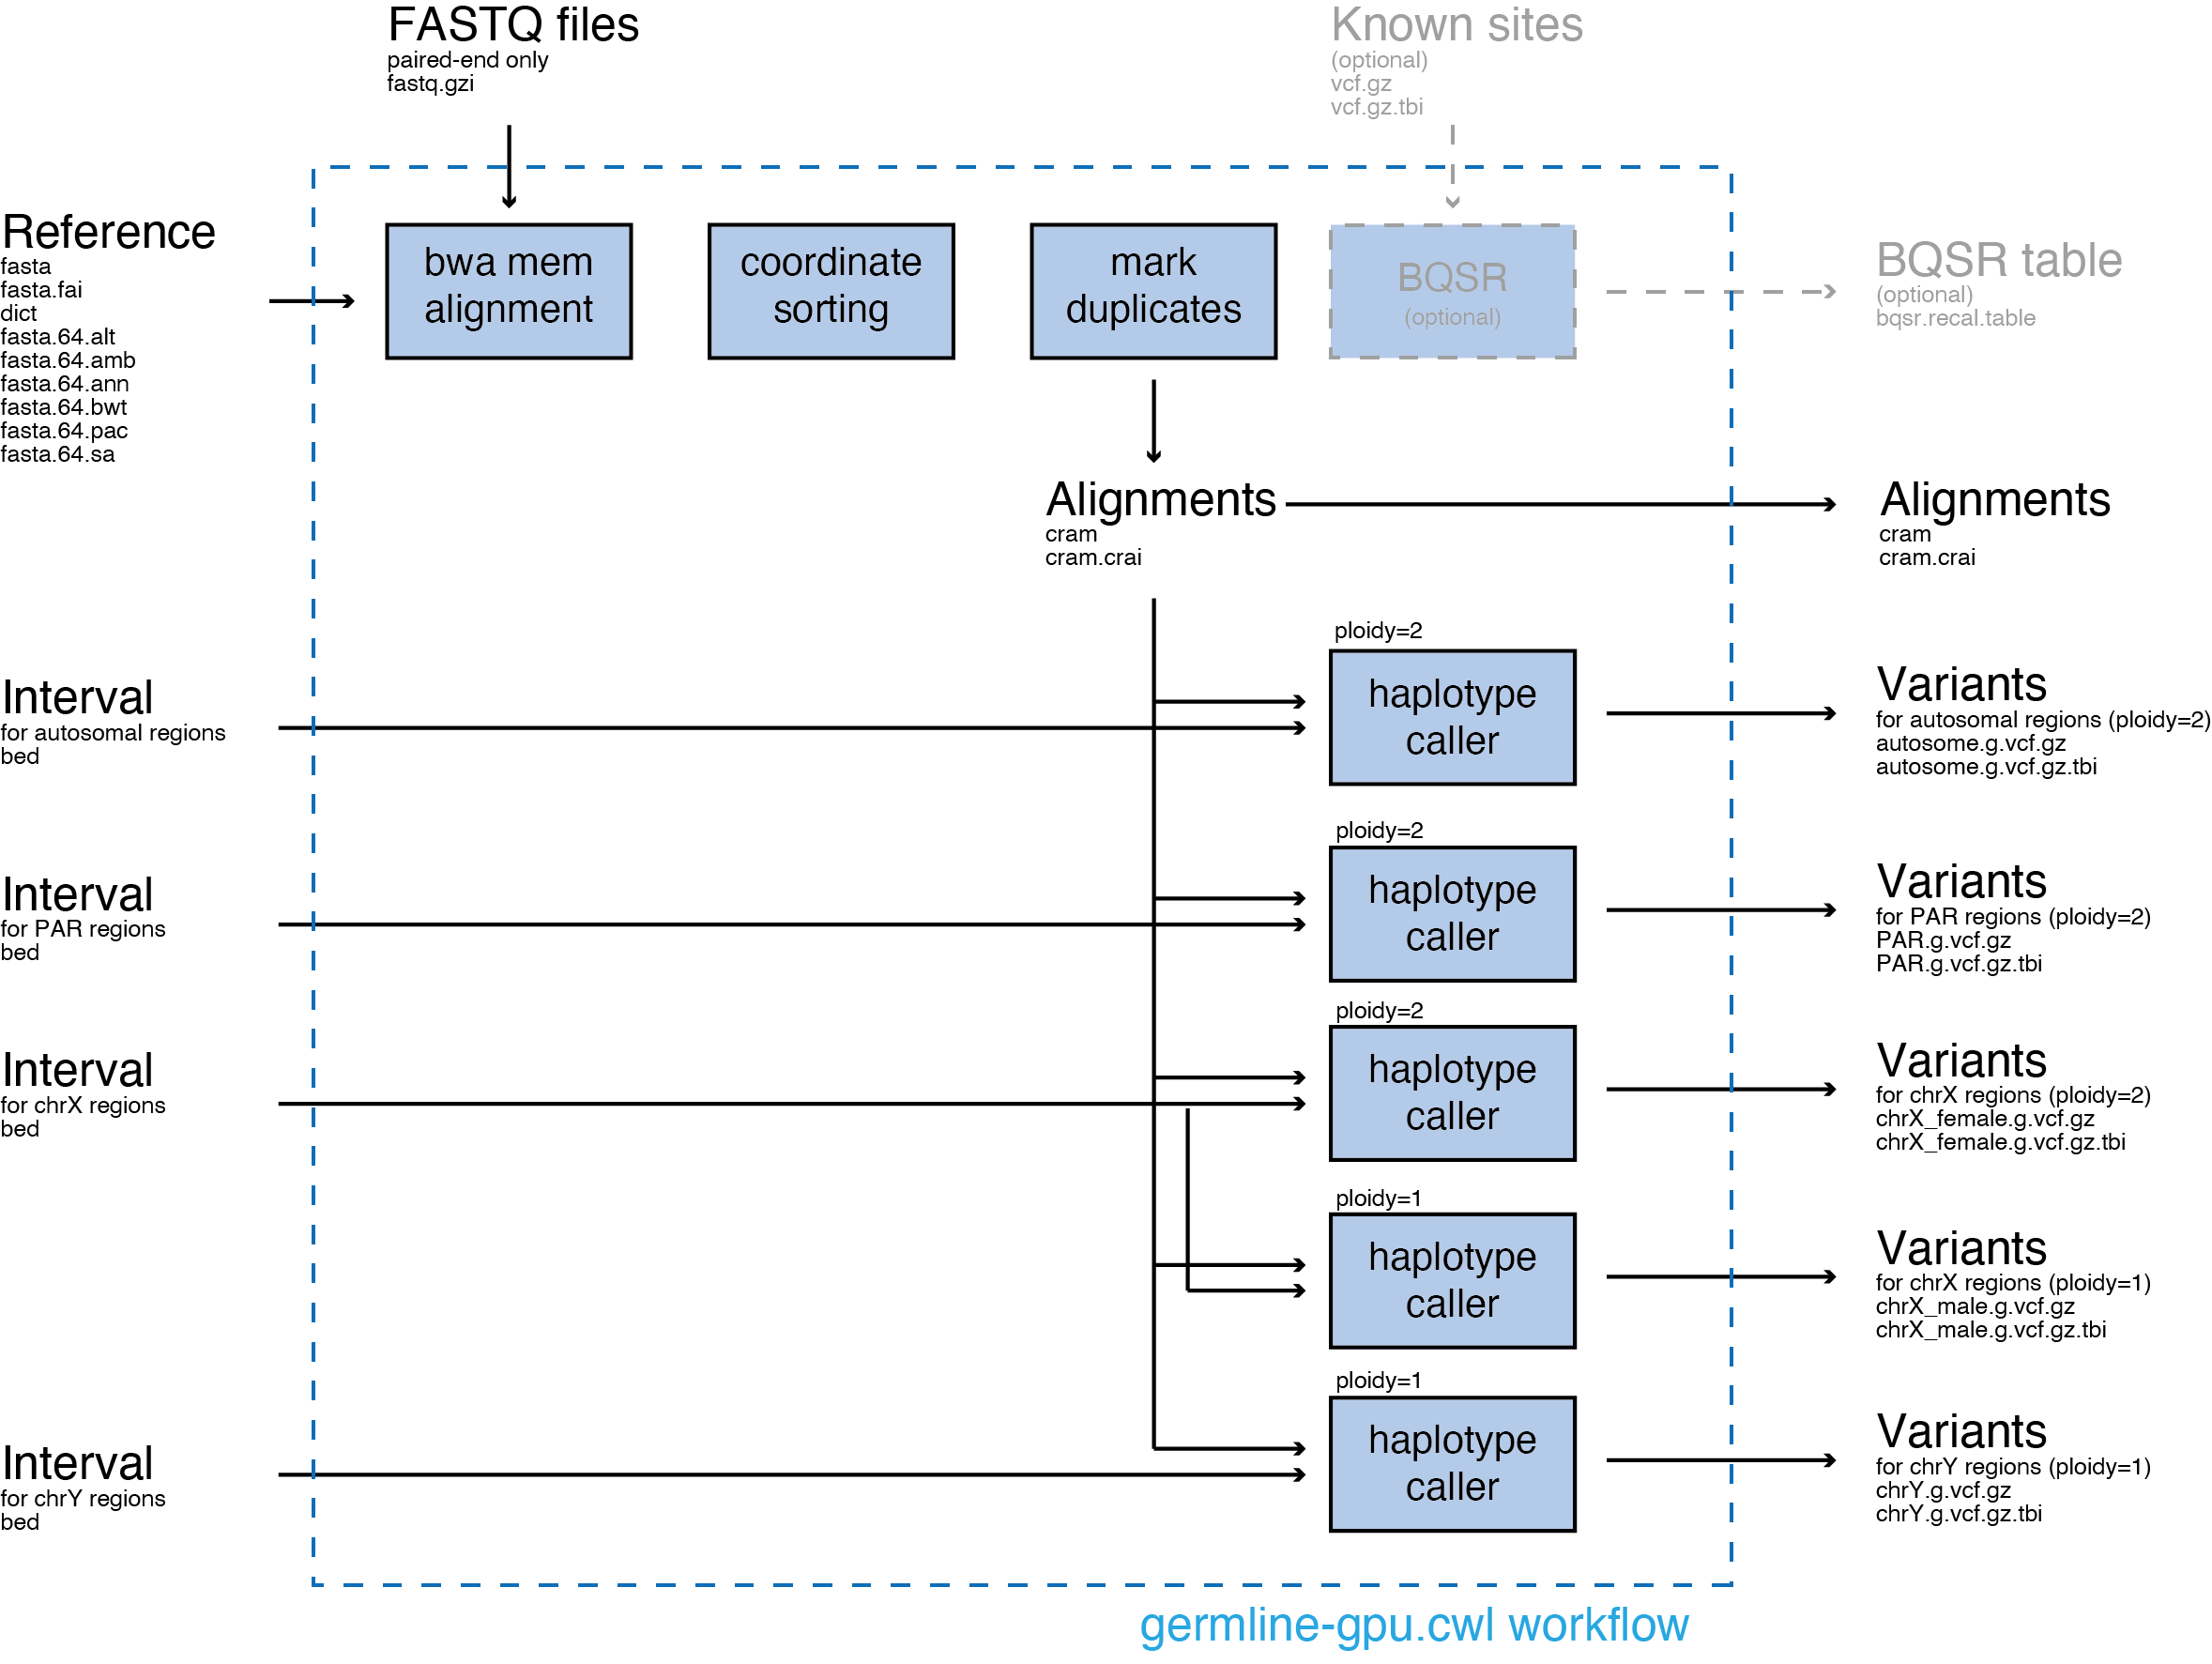 FASTQ files
paired-end only
fastq.gzi
Known sites
(optional)
vcf.gz
vcf.gz.tbi
Reference
fasta
fasta.fai
dict
fasta.64.alt
fasta.64.amb
fasta.64.ann
fasta.64.bwt
fasta.64.pac
fasta.64.sa
bwa mem
alignment
coordinate
sorting
mark
duplicates
BQSR
(optional)
BQSR table
(optional)
bqsr.recal.table
Alignments
cram
cram.crai
Alignments
cram
cram.crai
Interval
for autosomal regions
bed
ploidy=2
haplotype
caller
Variants
for autosomal regions (ploidy=2)
autosome.g.vcf.gz
autosome.g.vcf.gz.tbi
Interval
for PAR regions
bed
ploidy=2
haplotype
caller
Variants
for PAR regions (ploidy=2)
PAR.g.vcf.gz
PAR.g.vcf.gz.tbi
Interval
for chrX regions
bed
ploidy=2
haplotype
caller
Variants
for chrX regions (ploidy=2)
chrX_female.g.vcf.gz
chrX_female.g.vcf.gz.tbi
ploidy=1
haplotype
caller
Variants
for chrX regions (ploidy=1)
chrX_male.g.vcf.gz
chrX_male.g.vcf.gz.tbi
Interval
for chrY regions
bed
ploidy=1
haplotype
caller
Variants
for chrY regions (ploidy=1)
chrY.g.vcf.gz
chrY.g.vcf.gz.tbi
germline-gpu.cwl workflow